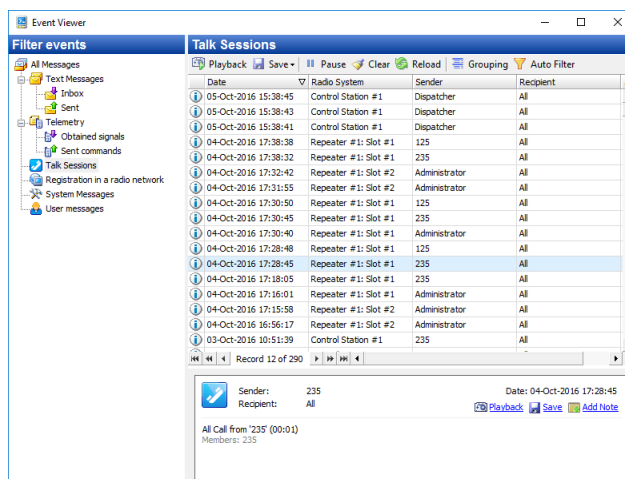 Event Viewer
Filter events
Talk Sessions
All Messages
Text Messages
Inbox
Sent
Telemetry
Obtained signals
Sent commands
Talk Sessions
Registration in a radio network
System Messages
User messages
Playback Save Pause Clear Reload Grouping Auto Filter
Date Radio System Sender Recipient
05-Oct-2016 15:38:45 Control Station #1 Dispatcher All
05-Oct-2016 15:38:43 Control Station #1 Dispatcher All
05-Oct-2016 15:38:41 Control Station #1 Dispatcher All
04-Oct-2016 17:38:38 Repeater #1: Slot #1 125 All
04-Oct-2016 17:38:32 Repeater #1: Slot #1 235 All
04-Oct-2016 17:32:42 Repeater #1: Slot #2 Administrator All
04-Oct-2016 17:31:55 Repeater #1: Slot #2 Administrator All
04-Oct-2016 17:30:50 Repeater #1: Slot #1 125 All
04-Oct-2016 17:30:45 Repeater #1: Slot #1 235 All
04-Oct-2016 17:30:40 Repeater #1: Slot #1 Administrator All
04-Oct-2016 17:28:48 Repeater #1: Slot #1 125 All
04-Oct-2016 17:28:45 Repeater #1: Slot #1 235 All
04-Oct-2016 17:18:05 Repeater #1: Slot #1 235 All
04-Oct-2016 17:16:01 Repeater #1: Slot #1 Administrator All
04-Oct-2016 17:15:58 Repeater #1: Slot #2 Administrator All
04-Oct-2016 16:56:17 Repeater #1: Slot #2 Administrator All
03-Oct-2016 10:51:39 Control Station #1 235 All
Record 12 of 290
Sender: 235 Date: 04-Oct-2016 17:28:45
Recipient: All Playback Save Add Note
All Call from '235' (00:01)
Members: 235